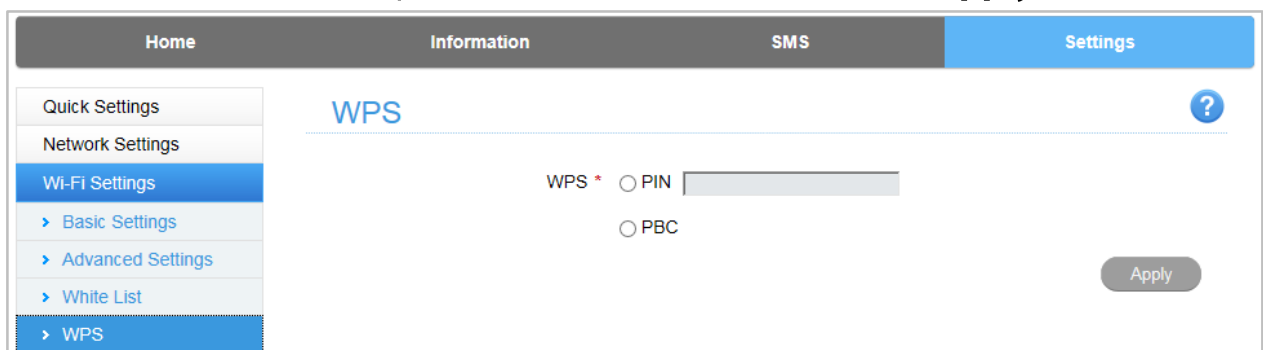 Home Information SMS Settings
Quick Settings
Network Settings
Wi-Fi Settings
Basic Settings
Advanced Settings
White List
WPS
WPS
?
WPS * PIN
PBC
Apply